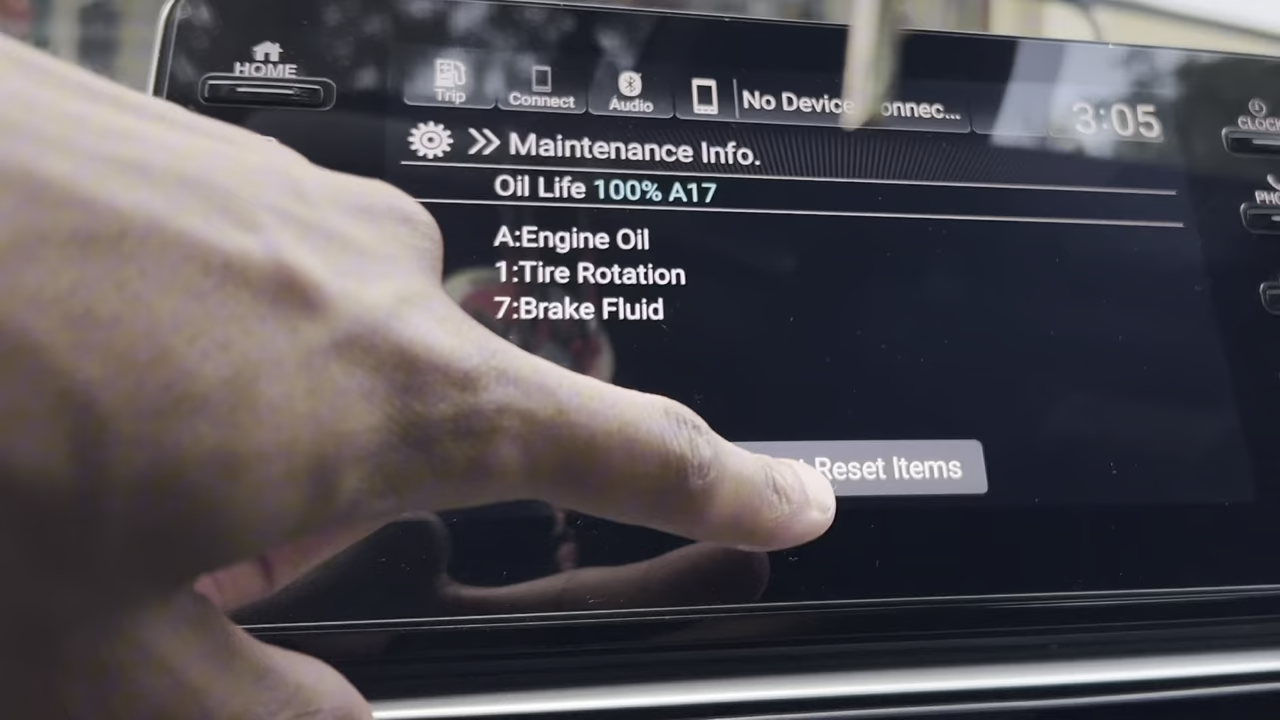 HOME
Trip
Connect
Audio
No Device onnec...
3:05
CLOCK
Maintenance Info.
Oil Life 100% A17
A:Engine Oil
1:Tire Rotation
7:Brake Fluid
Reset Items